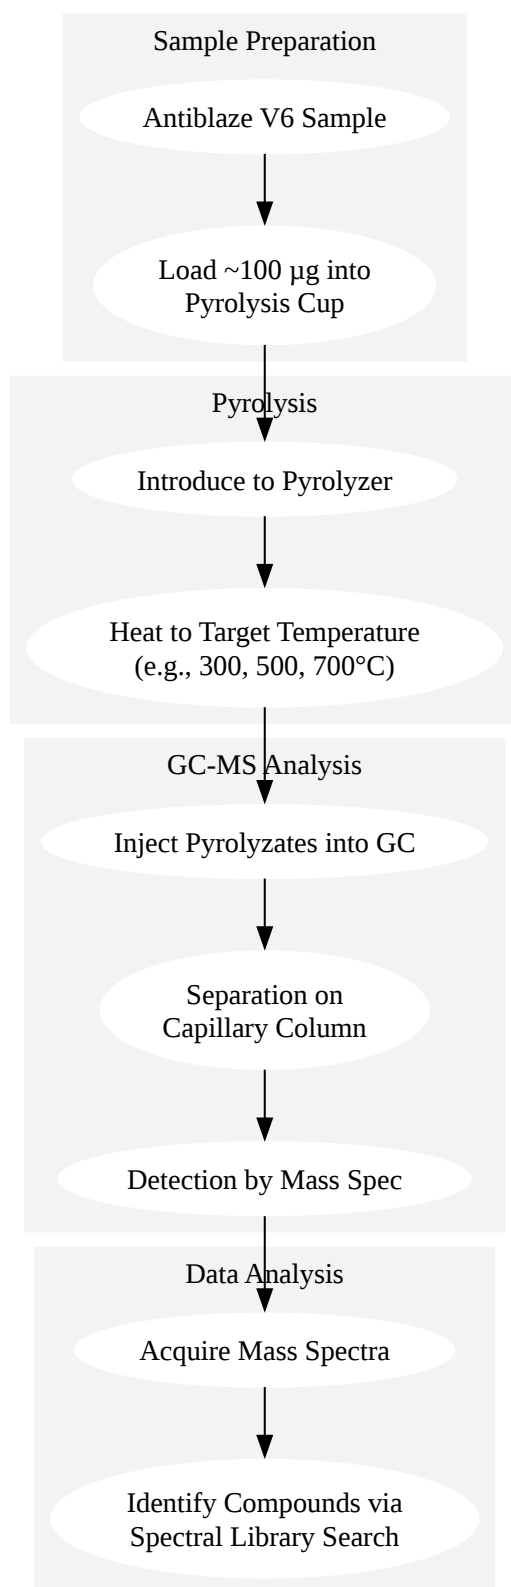 Sample Preparation
Antiblaze V6 Sample
Load ~100 µg into
Pyrolysis Cup
Pyrolysis
Introduce to Pyrolyzer
Heat to Target Temperature
(e.g., 300, 500, 700°C)
GC-MS Analysis
Inject Pyrolyzates into GC
Separation on
Capillary Column
Detection by Mass Spec
Data Analysis
Acquire Mass Spectra
Identify Compounds via
Spectral Library Search